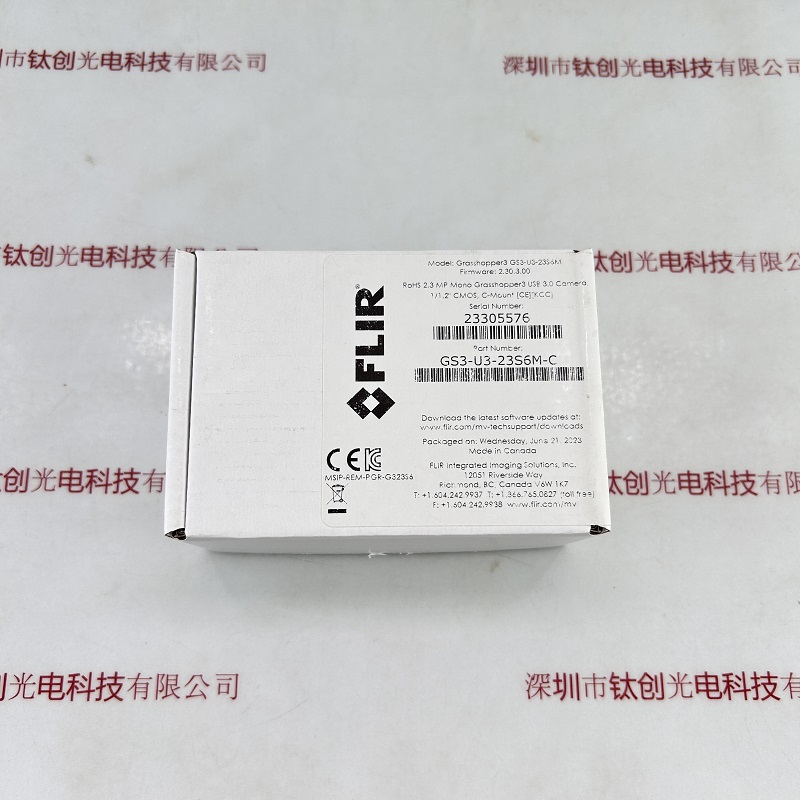 圳市钛创光电科技有限公司
深圳市钛创光电科技有限公司
钛创光电科技有限公司
深圳市钛创光电科技有限公司
Model: Grasshopper3 GS3-U3-23S6M
Firmware: 2.30.3.00
RoHS 2.3 MP Mono Grasshopper3 USB 3.0 Camera
1/1.2" CMOS, C-Mount [CE][KCC]
Serial Number:
23305576
Part Number:
GS3-U3-23S6M-C
FLIR®
Download the latest software updates at:
www.flir.com/mv-techsupport/downloads
Packaged on: Wednesday, June 21, 2023
Made in Canada
FLIR Integrated Imaging Solutions, Inc.
12051 Riverside Way
Richmond, BC, Canada V6W 1K7
T: +1.604.242.9937 T: +1.866.765.0827 (toll free)
F: +1.604.242.9938 www.flir.com/mv
CE KC
MSIP-REM-PGR-G323S6
创光电科技有限公司
深圳市钛创光电科技有限公司